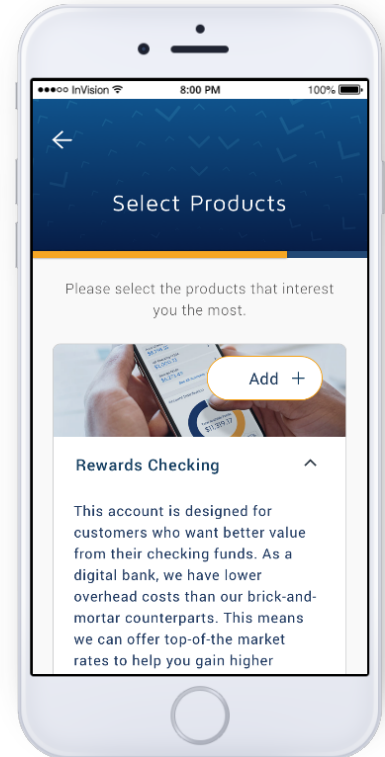 InVision 8:00 PM 100%
Select Products
Please select the products that interest
you the most.
Add +
$11,359.37
Rewards Checking
This account is designed for
customers who want better value
from their checking funds. As a
digital bank, we have lower
overhead costs than our brick-and-
mortar counterparts. This means
we can offer top-of-the market
rates to help you gain higher